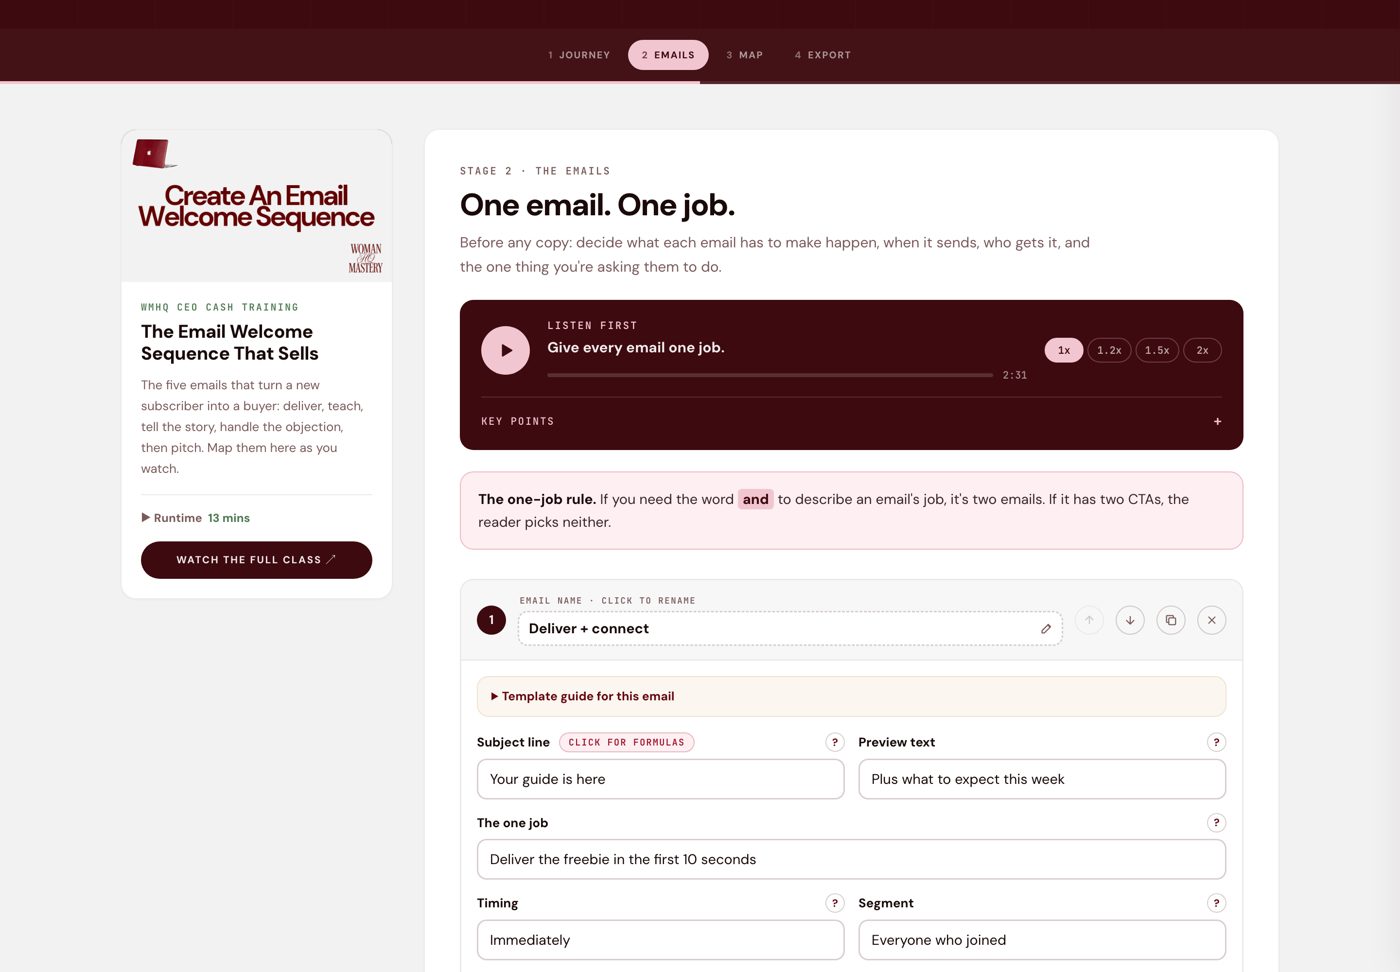 1 JOURNEY
2 EMAILS
3 MAP
4 EXPORT
Create An Email
Welcome Sequence
WOMAN
HQ
MASTERY
WMHQ CEO CASH TRAINING
The Email Welcome
Sequence That Sells
The five emails that turn a new
subscriber into a buyer: deliver, teach,
tell the story, handle the objection,
then pitch. Map them here as you
watch.
Runtime 13 mins
WATCH THE FULL CLASS
STAGE 2 · THE EMAILS
One email. One job.
Before any copy: decide what each email has to make happen, when it sends, who gets it, and
the one thing you're asking them to do.
LISTEN FIRST
Give every email one job.
2:31
1x
1.2x
1.5x
2x
KEY POINTS
+
The one-job rule. If you need the word and to describe an email's job, it's two emails. If it has two CTAs, the
reader picks neither.
1
EMAIL NAME · CLICK TO RENAME
Deliver + connect
Template guide for this email
Subject line CLICK FOR FORMULAS ?
Your guide is here
Preview text ?
Plus what to expect this week
The one job ?
Deliver the freebie in the first 10 seconds
Timing ?
Immediately
Segment ?
Everyone who joined